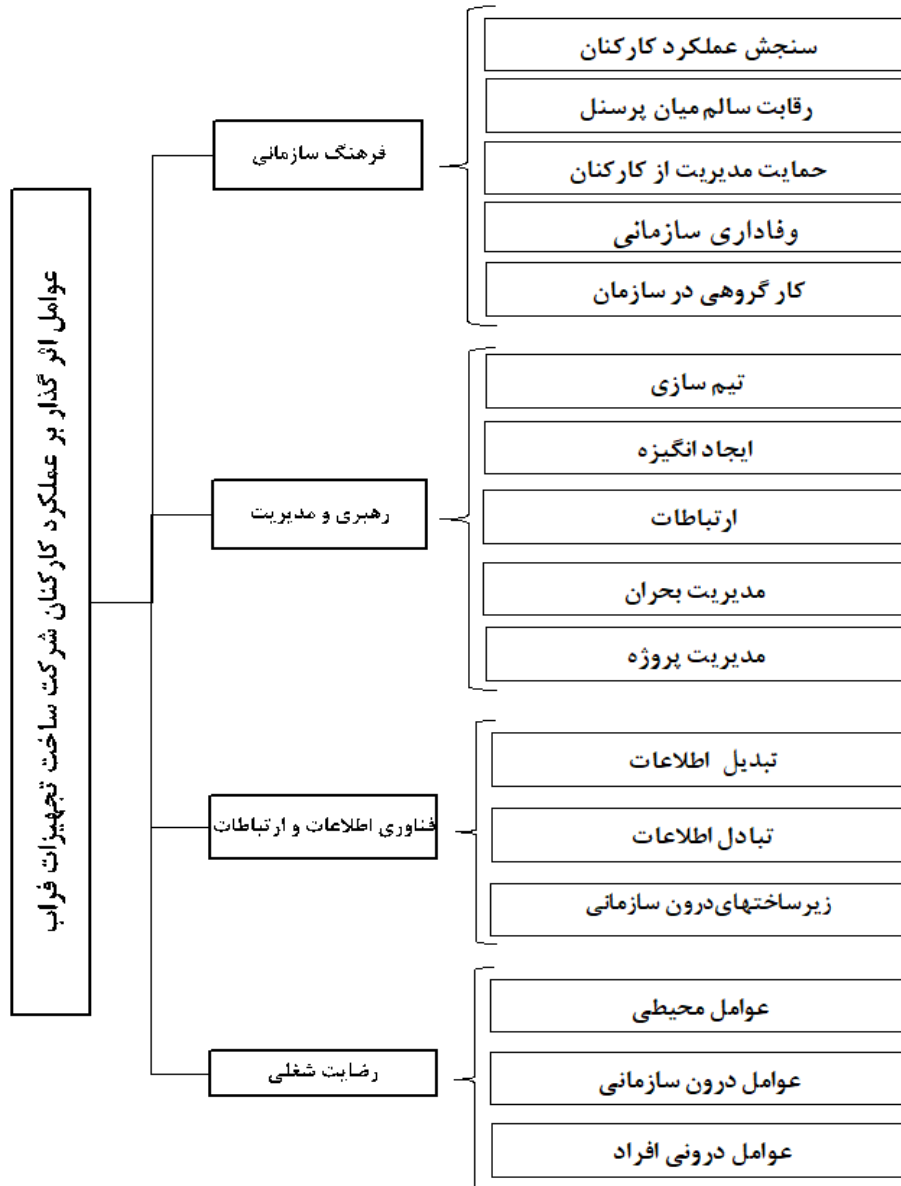 عوامل اثر گذار بر عملکرد کارکنان شرکت ساخت تجهیزات فراب
فرهنگ سازمانی
سنجش عملکرد کارکنان
رقابت سالم میان پرسنل
حمایت مدیریت از کارکنان
وفاداری سازمانی
کار گروهی در سازمان
رهبری و مدیریت
تیم سازی
ایجاد انگیزه
ارتباطات
مدیریت بحران
مدیریت پروژه
فناوری اطلاعات و ارتباطات
تبدیل اطلاعات
تبادل اطلاعات
زیرساختهای درون سازمانی
رضایت شغلی
عوامل محیطی
عوامل درون سازمانی
عوامل درونی افراد